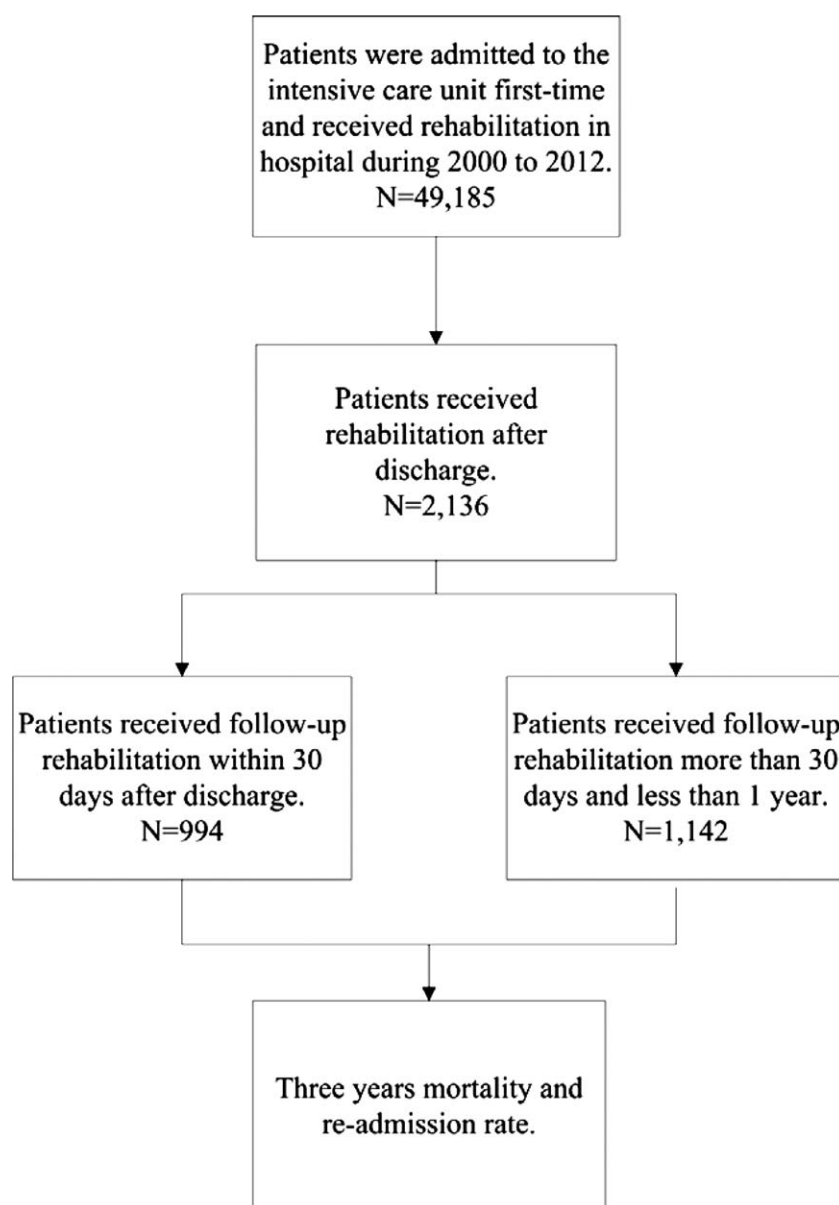 Patients were admitted to the
intensive care unit first-time
and received rehabilitation in
hospital during 2000 to 2012.
N=49,185
Patients received
rehabilitation after
discharge.
N=2,136
Patients received follow-up
rehabilitation within 30
days after discharge.
N=994
Patients received follow-up
rehabilitation more than 30
days and less than 1 year.
N=1,142
Three years mortality and
re-admission rate.